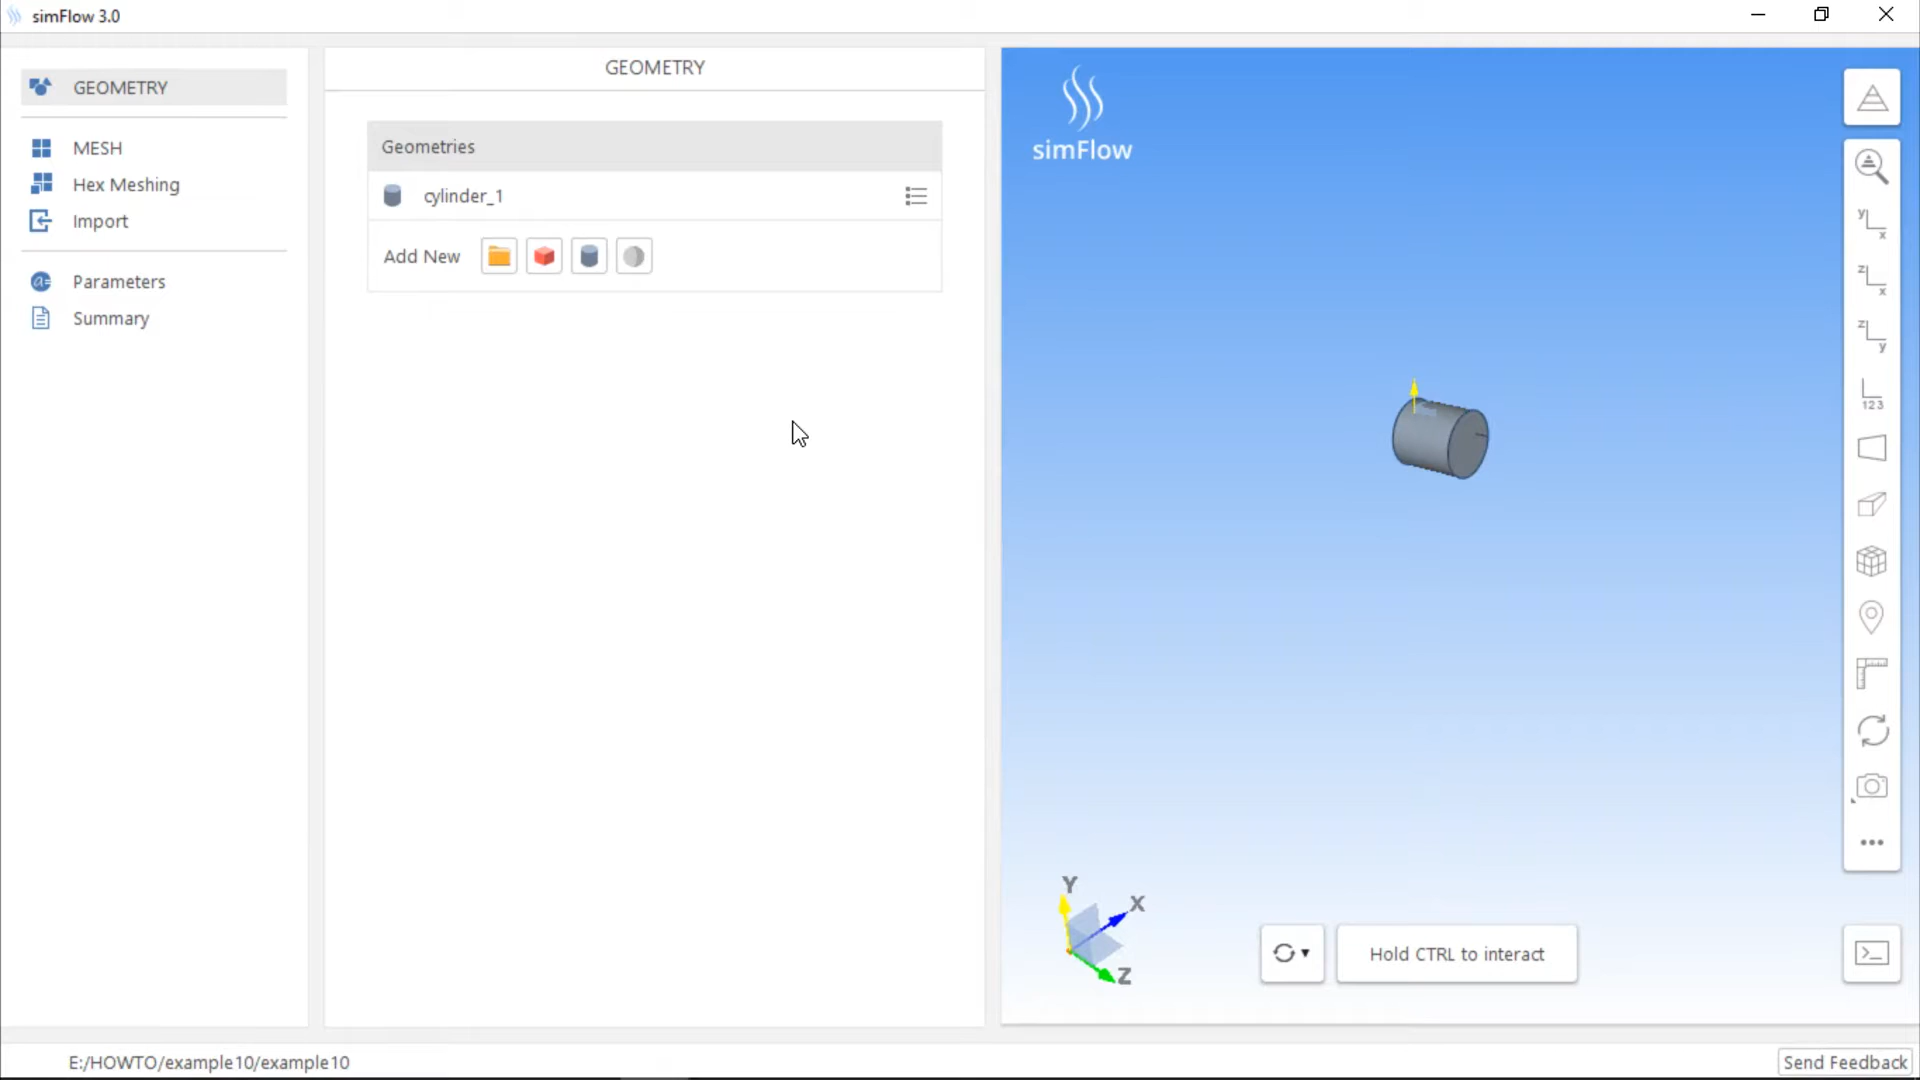 simFlow 3.0
GEOMETRY
MESH
Hex Meshing
Import
Parameters
Summary
GEOMETRY
Geometries
cylinder_1
Add New
simFlow
y
x
z
x
z
y
123
Y
X
Z
Hold CTRL to interact
E:/HOWTO/example10/example10
Send Feedback